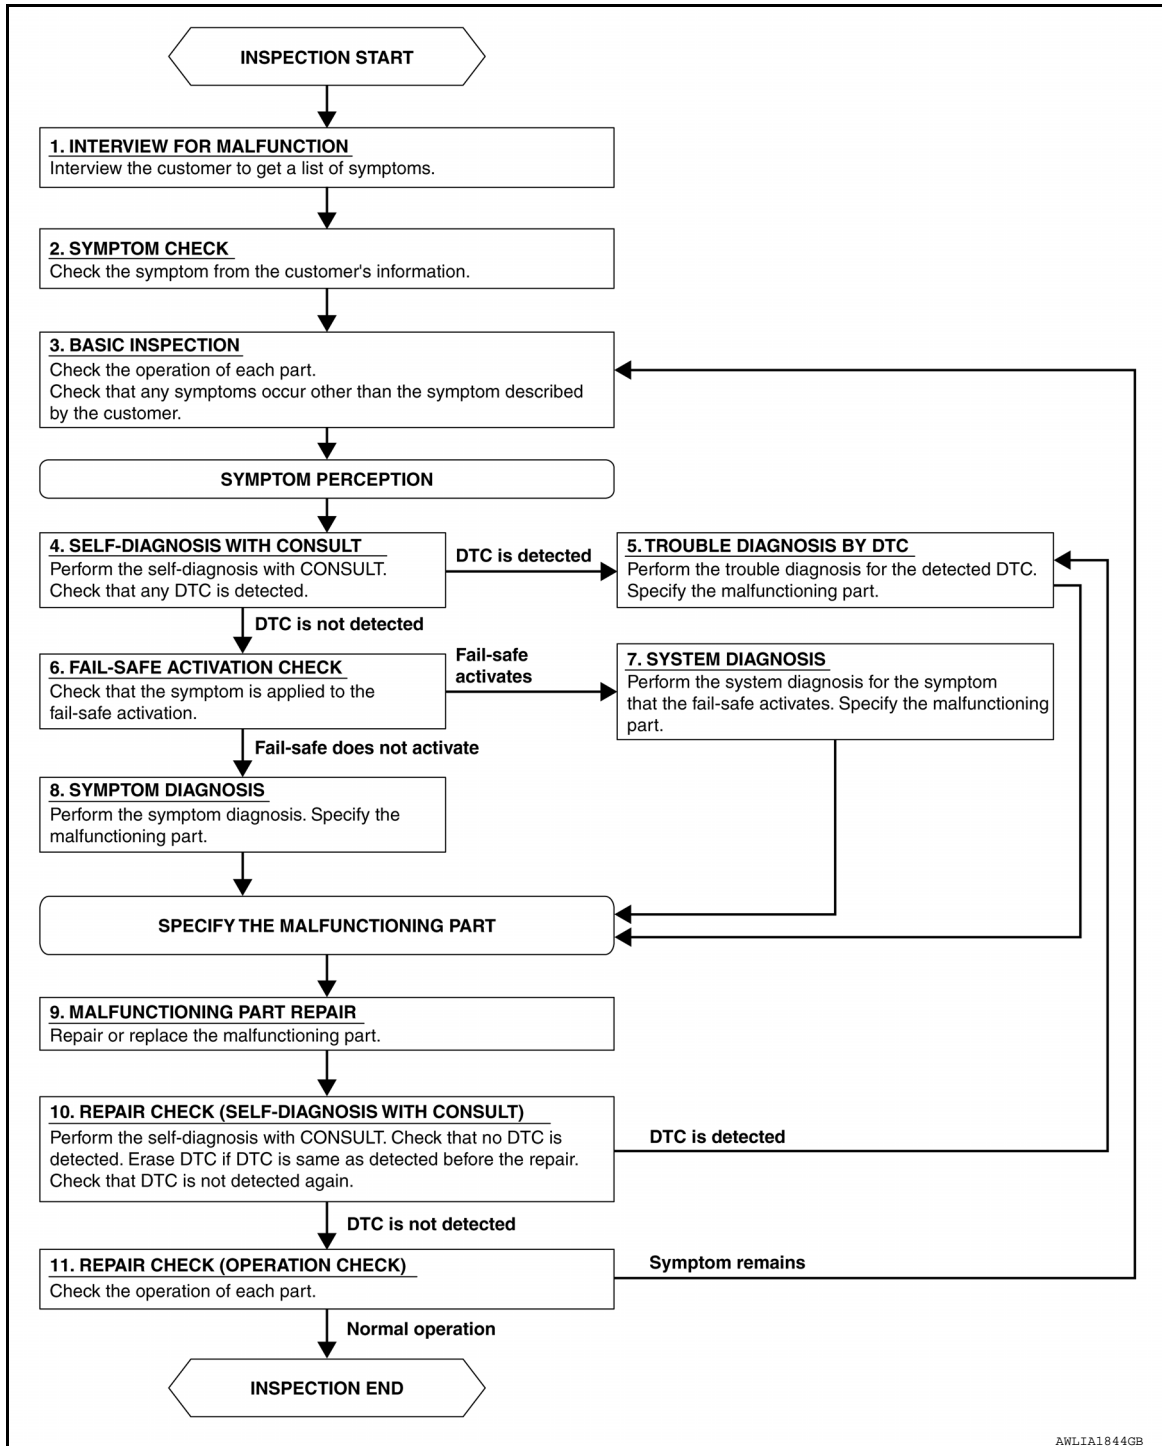 INSPECTION START
1. INTERVIEW FOR MALFUNCTION
Interview the customer to get a list of symptoms.
2. SYMPTOM CHECK
Check the symptom from the customer's information.
3. BASIC INSPECTION
Check the operation of each part.
Check that any symptoms occur other than the symptom described
by the customer.
SYMPTOM PERCEPTION
4. SELF-DIAGNOSIS WITH CONSULT
Perform the self-diagnosis with CONSULT.
Check that any DTC is detected.
DTC is detected
5. TROUBLE DIAGNOSIS BY DTC
Perform the trouble diagnosis for the detected DTC.
Specify the malfunctioning part.
DTC is not detected
6. FAIL-SAFE ACTIVATION CHECK
Check that the symptom is applied to the
fail-safe activation.
Fail-safe
activates
7. SYSTEM DIAGNOSIS
Perform the system diagnosis for the symptom
that the fail-safe activates. Specify the malfunctioning
part.
Fail-safe does not activate
8. SYMPTOM DIAGNOSIS
Perform the symptom diagnosis. Specify the
malfunctioning part.
SPECIFY THE MALFUNCTIONING PART
9. MALFUNCTIONING PART REPAIR
Repair or replace the malfunctioning part.
10. REPAIR CHECK (SELF-DIAGNOSIS WITH CONSULT)
Perform the self-diagnosis with CONSULT. Check that no DTC is
detected. Erase DTC if DTC is same as detected before the repair.
Check that DTC is not detected again.
DTC is detected
DTC is not detected
11. REPAIR CHECK (OPERATION CHECK)
Check the operation of each part.
Symptom remains
Normal operation
INSPECTION END
AWLIA1844GB